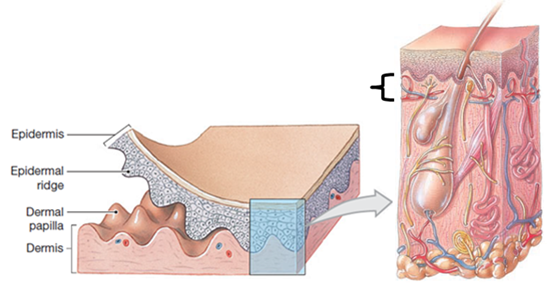 Epidermis
Epidermal
ridge
Dermal
papilla
Dermis